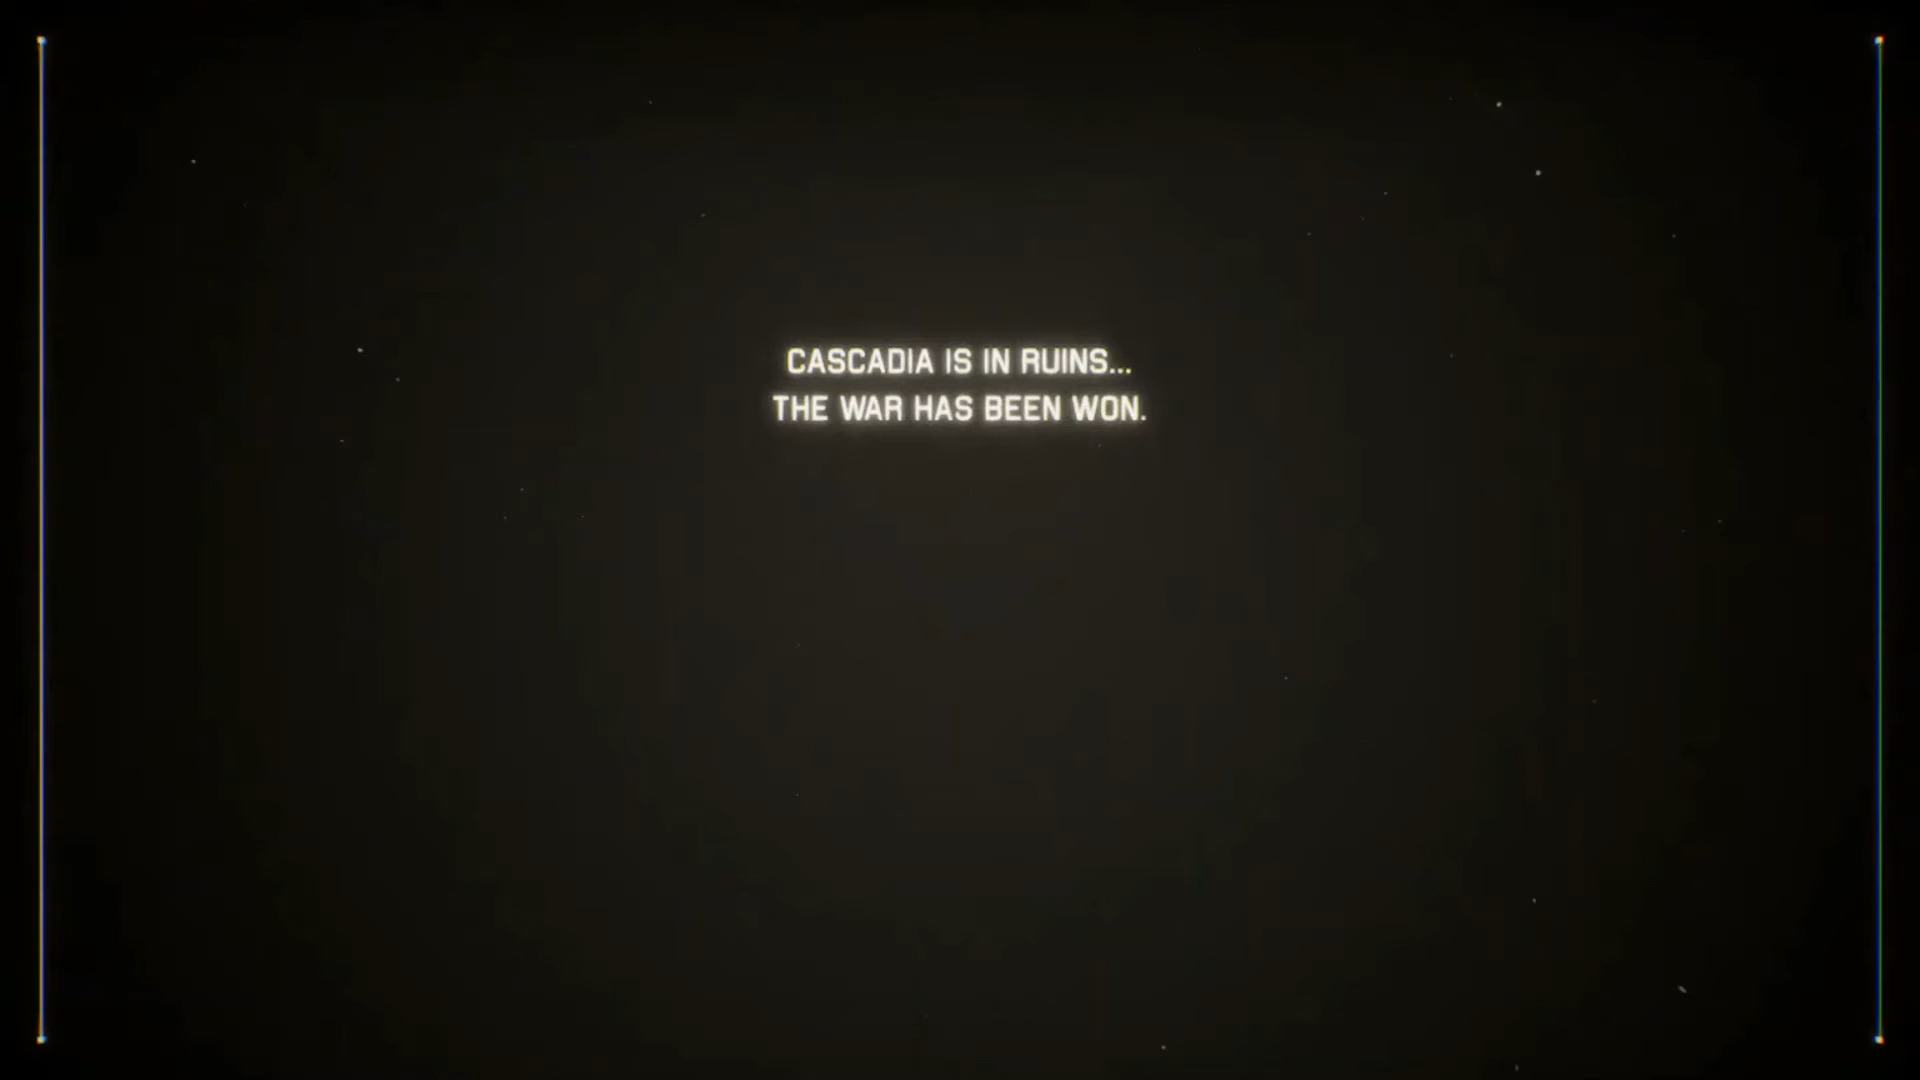 CASCADIA IS IN RUINS...
THE WAR HAS BEEN WON.